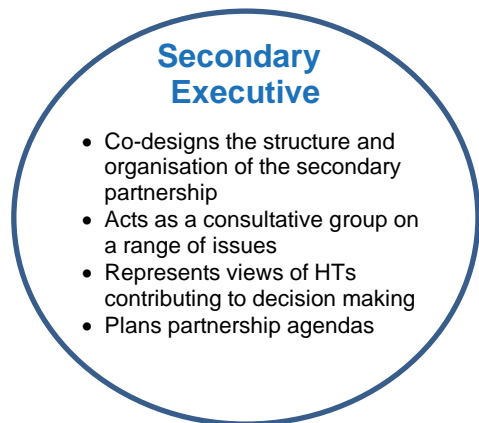 Secondary
Executive
• Co-designs the structure and
organisation of the secondary
partnership
• Acts as a consultative group on
a range of issues
• Represents views of HTs
contributing to decision making
• Plans partnership agendas